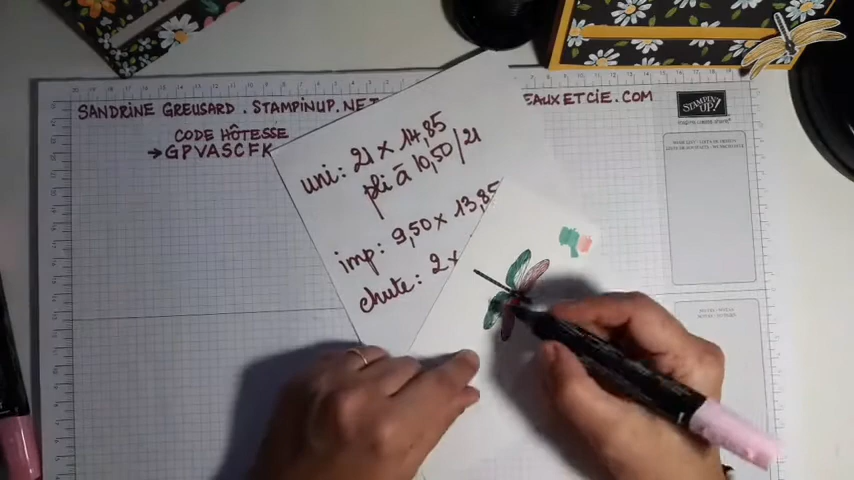 SANDRINE GREUSARD. STAMPINUP.NET
EAUXETCIE.COM
CODE HÔTESSE
→ GPVASCFK
STAMPIN' UP!
uni: 21 x 14,85
pli à 10,50/21
imp: 9,50 x 13,85
chute: 2 x